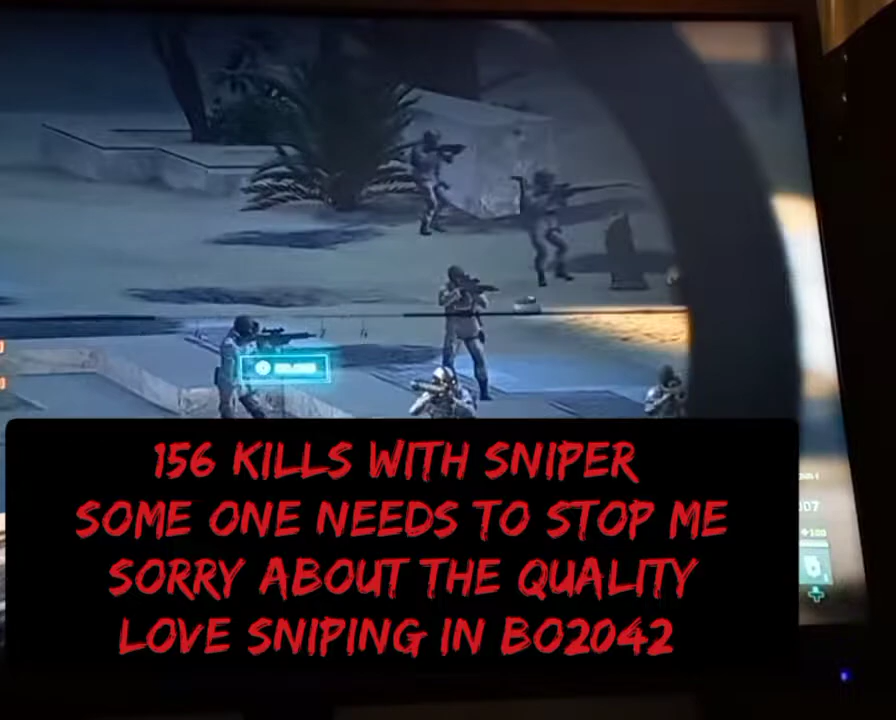 156 KILLS WITH SNIPER
SOME ONE NEEDS TO STOP ME
SORRY ABOUT THE QUALITY
LOVE SNIPING IN BO2042